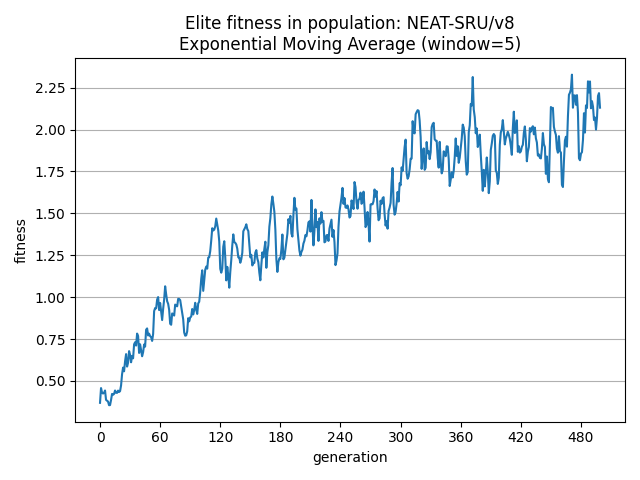 Elite fitness in population: NEAT-SRU/v8
Exponential Moving Average (window=5)
fitness
2.25
2.00
1.75
1.50
1.25
1.00
0.75
0.50
0 60 120 180 240 300 360 420 480
generation